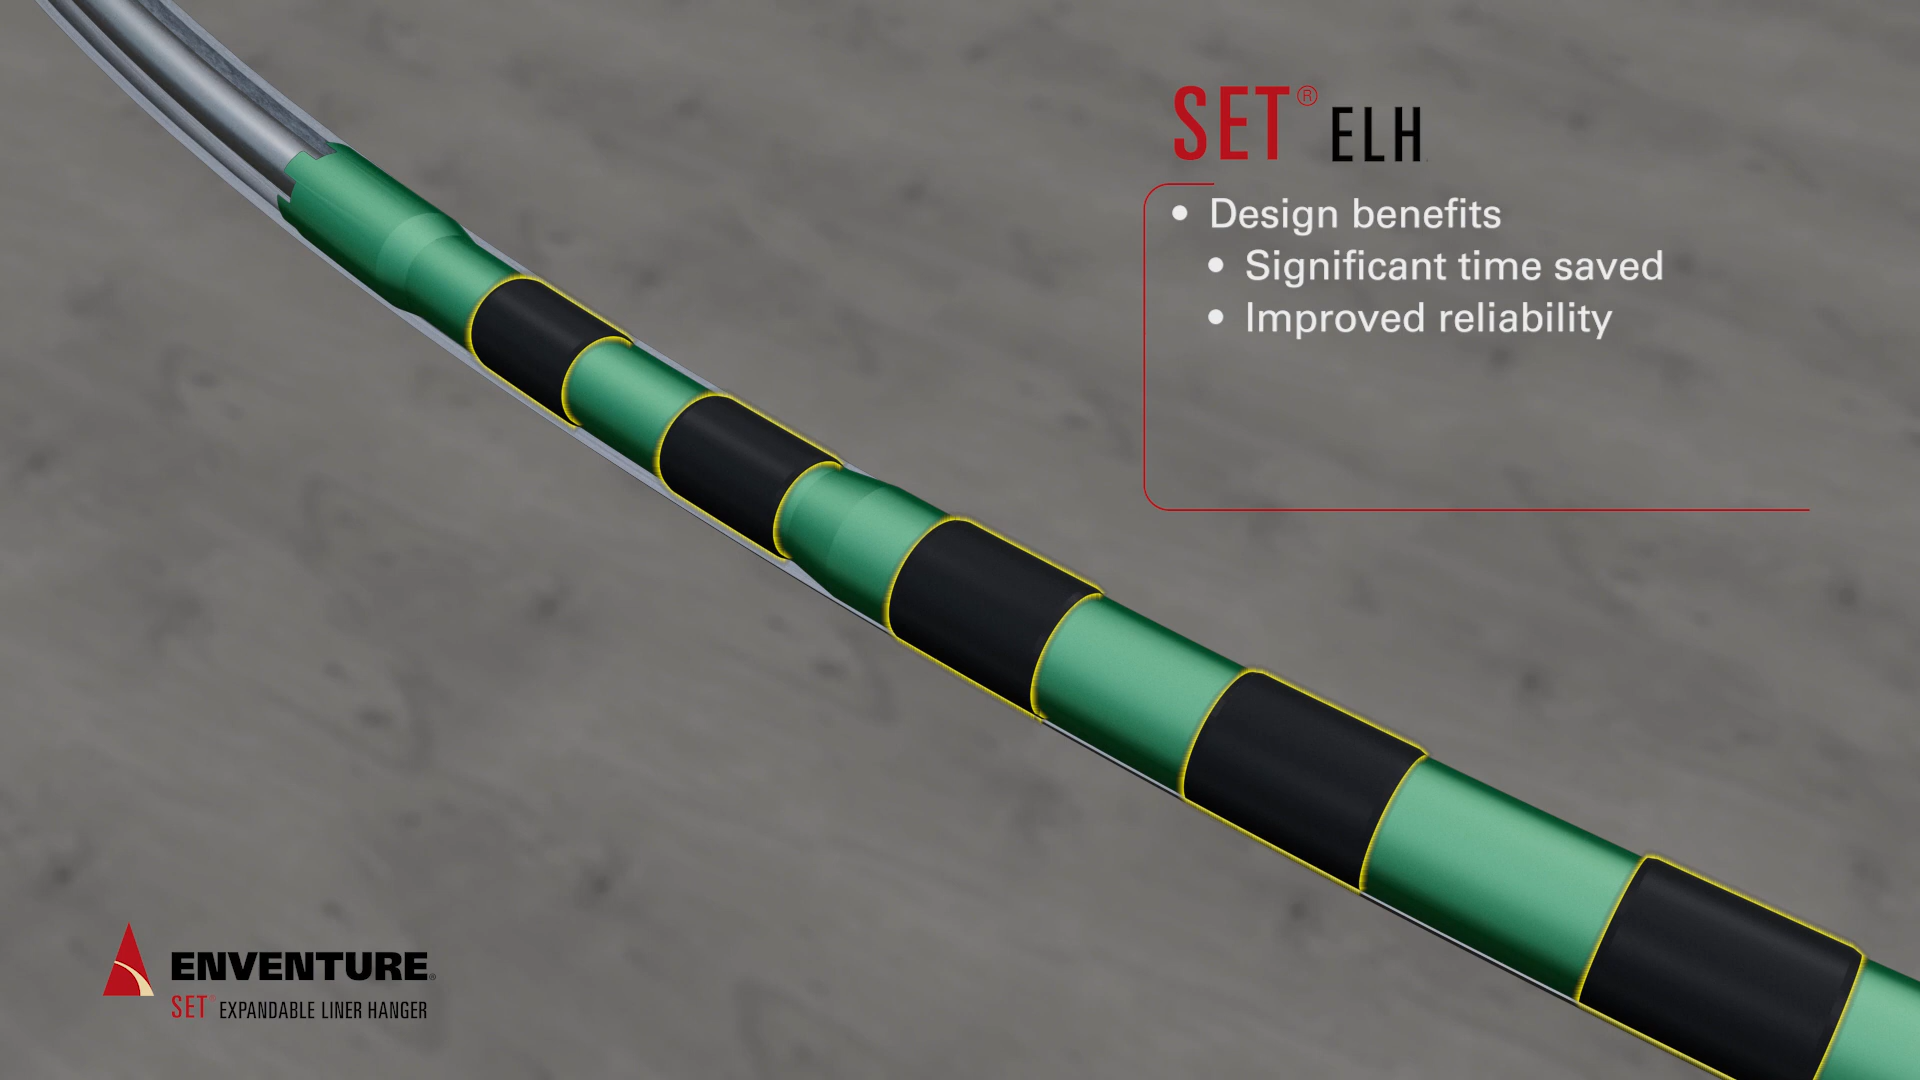 SET® ELH
• Design benefits
• Significant time saved
• Improved reliability
ENVENTURE®
SET® EXPANDABLE LINER HANGER